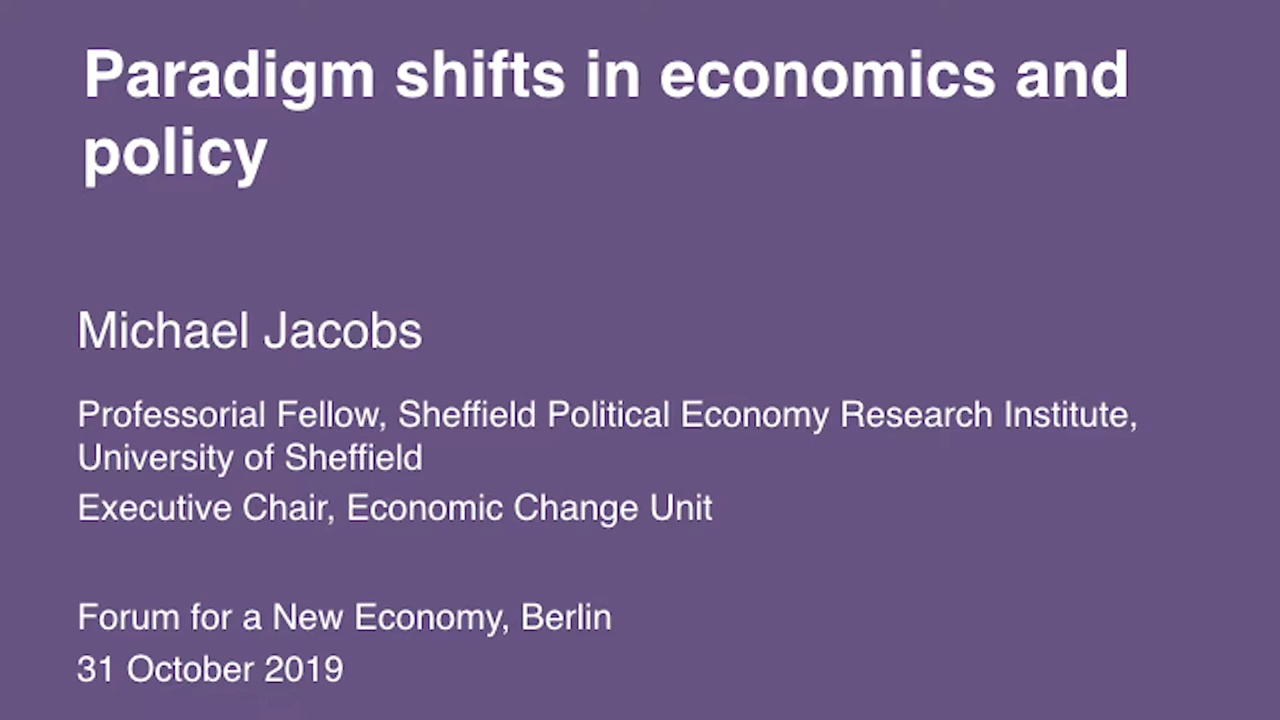 Paradigm shifts in economics and
policy
Michael Jacobs
Professorial Fellow, Sheffield Political Economy Research Institute,
University of Sheffield
Executive Chair, Economic Change Unit
Forum for a New Economy, Berlin
31 October 2019